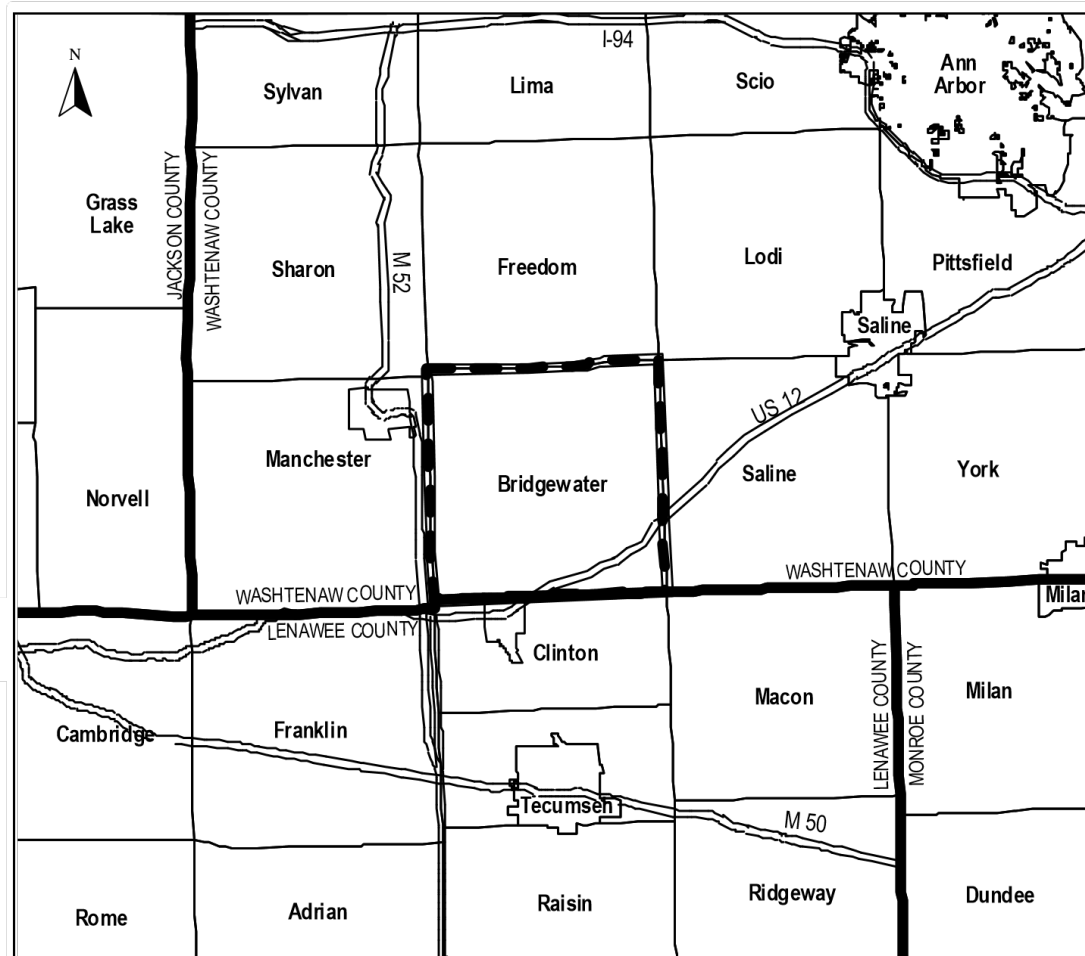 I-94
N
Sylvan
Lima
Scio
Ann
Arbor
JACKSON COUNTY
WASHTENAW COUNTY
Grass
Lake
Sharon
M 52
Freedom
Lodi
Pittsfield
Saline
US 12
Manchester
Bridgewater
Saline
York
Norvell
WASHTENAW COUNTY
WASHTENAW COUNTY
Milan
LENAWEE COUNTY
Clinton
LENAWEE COUNTY
MONROE COUNTY
Macon
Milan
Cambridge
Franklin
Tecumseh
M 50
Rome
Adrian
Raisin
Ridgeway
Dundee